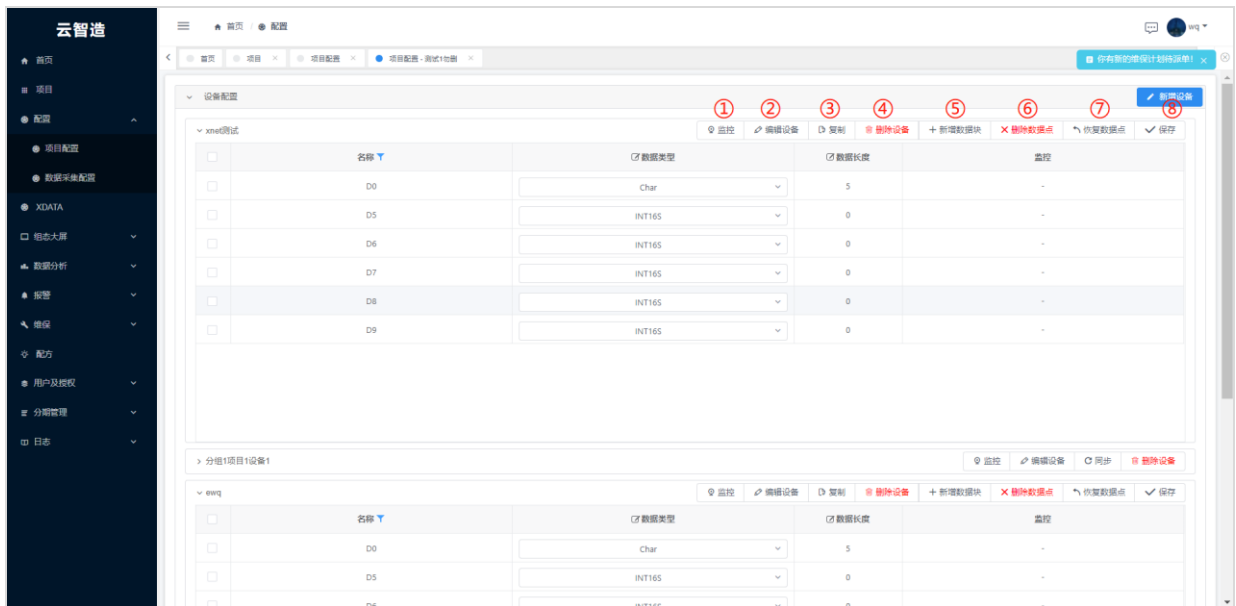 云智造
首页 / 配置
wq
首页 项目 × 项目配置 × 项目配置 - 测试1勿删 ×
你有新的维保计划待派单! ×
首页
项目
配置
项目配置
数据采集配置
XDATA
组态大屏
数据分析
报警
维保
配方
用户及授权
分期管理
日志
设备配置 新增设备
① ② ③ ④ ⑤ ⑥ ⑦ ⑧
xnet测试 监控 编辑设备 复制 删除设备 新增数据块 删除数据点 恢复数据点 保存
名称 数据类型 数据长度 监控
D0 Char 5 -
D5 INT16S 0 -
D6 INT16S 0 -
D7 INT16S 0 -
D8 INT16S 0 -
D9 INT16S 0 -
分组1项目1设备1 监控 编辑设备 同步 删除设备
ewq 监控 编辑设备 复制 删除设备 新增数据块 删除数据点 恢复数据点 保存
名称 数据类型 数据长度 监控
D0 Char 5 -
D5 INT16S 0 -
D6 INT16S 0 -